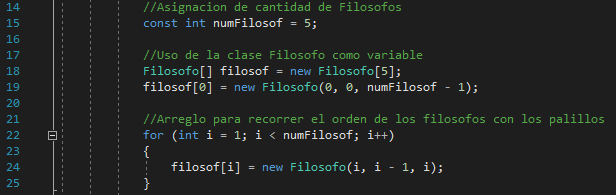 14 //Asignacion de cantidad de Filosofos
15 const int numFilosof = 5;
16
17 //Uso de la clase Filosofo como variable
18 Filosofo[] filosof = new Filosofo[5];
19 filosof[0] = new Filosofo(0, 0, numFilosof - 1);
20
21 //Arreglo para recorrer el orden de los filosofos con los palillos
22 for (int i = 1; i < numFilosof; i++)
23 {
24 filosof[i] = new Filosofo(i, i - 1, i);
25 }